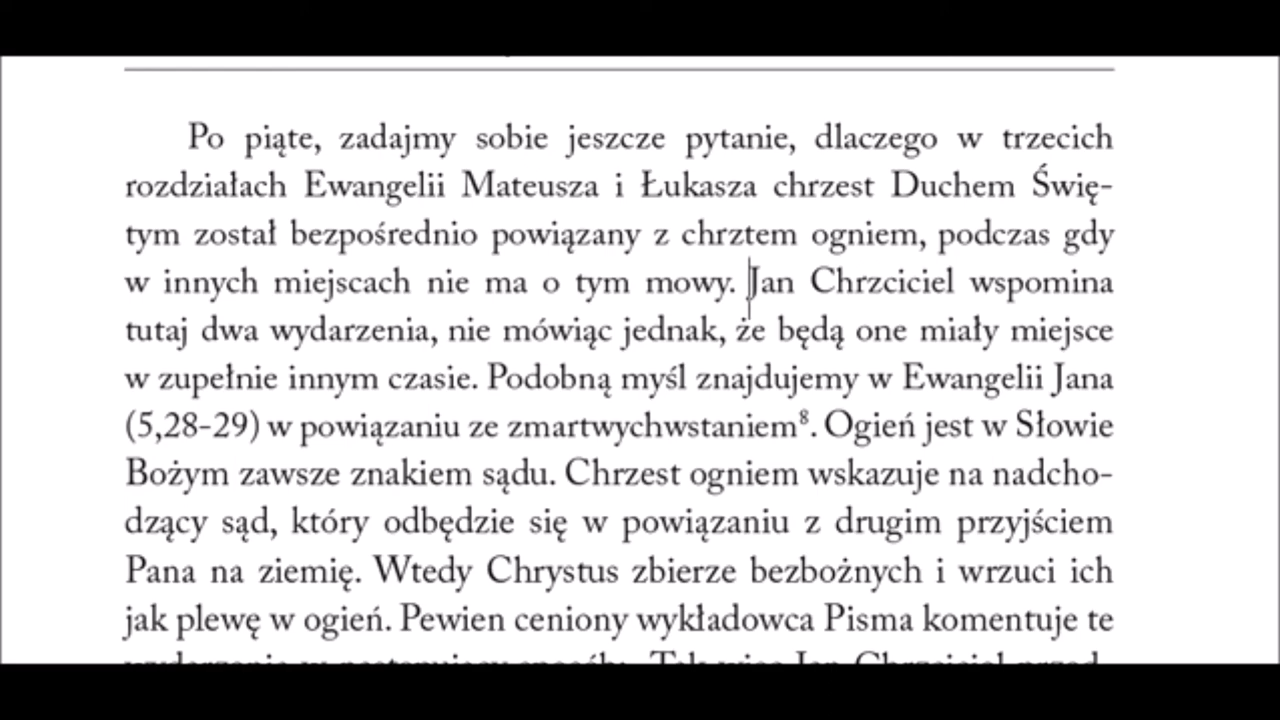 Po piąte, zadajmy sobie jeszcze pytanie, dlaczego w trzecich
rozdziałach Ewangelii Mateusza i Łukasza chrzest Duchem Świę-
tym został bezpośrednio powiązany z chrztem ogniem, podczas gdy
w innych miejscach nie ma o tym mowy. Jan Chrzciciel wspomina
tutaj dwa wydarzenia, nie mówiąc jednak, że będą one miały miejsce
w zupełnie innym czasie. Podobną myśl znajdujemy w Ewangelii Jana
(5,28-29) w powiązaniu ze zmartwychwstaniem⁸. Ogień jest w Słowie
Bożym zawsze znakiem sądu. Chrzest ogniem wskazuje na nadcho-
dzący sąd, który odbędzie się w powiązaniu z drugim przyjściem
Pana na ziemię. Wtedy Chrystus zbierze bezbożnych i wrzuci ich
jak plewę w ogień. Pewien ceniony wykładowca Pisma komentuje te